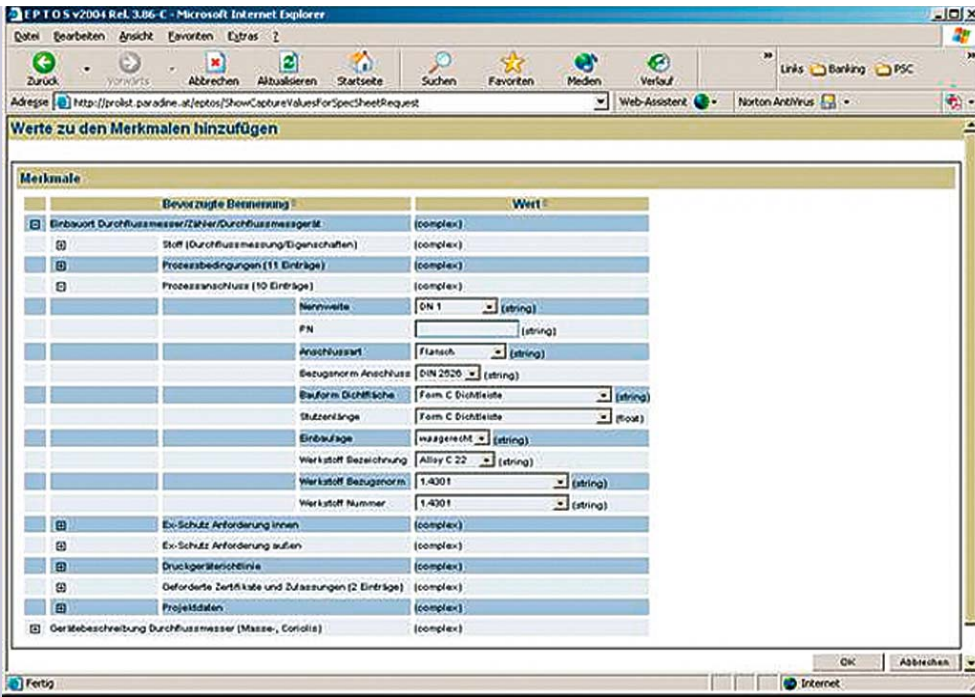 EPTOS v2004 Rel. 3.86-C - Microsoft Internet Explorer
Datei Bearbeiten Ansicht Favoriten Extras ?
Zurück Vorwärts Abbrechen Aktualisieren Startseite Suchen Favoriten Medien Verlauf Links Banking PSC
Adresse http://prolist.paradine.at/eptos/ShowCaptureValuesForSpecSheetRequest Web-Assistent Norton AntiVirus
Werte zu den Merkmalen hinzufügen
Merkmale
Bevorzugte Bennenung Wert
Einbauort Durchflussmesser/Zähler/Durchflussmessgerät (complex)
Stoff (Durchflussmessung/Eigenschaften) (complex)
Prozessbedingungen (11 Einträge) (complex)
Prozessanschluss (10 Einträge) (complex)
Nennweite DN 1 (string)
PN (string)
Anschlussart Flansch (string)
Bezugsnorm Anschluss DIN 2626 (string)
Bauform Dichtfläche Form C Dichtleiste (string)
Stutzenlänge Form C Dichtleiste (float)
Einbaulage waagerecht (string)
Werkstoff Bezeichnung Alloy C 22 (string)
Werkstoff Bezugsnorm 1.4301 (string)
Werkstoff Nummer 1.4301 (string)
Ex-Schutz Anforderung innen (complex)
Ex-Schutz Anforderung außen (complex)
Druckgeräterichtlinie (complex)
Geforderte Zertifikate und Zulassungen (2 Einträge) (complex)
Projektdaten (complex)
Gerätebeschreibung Durchflussmesser (Masse-, Coriolis) (complex)
OK Abbrechen
Fertig Internet